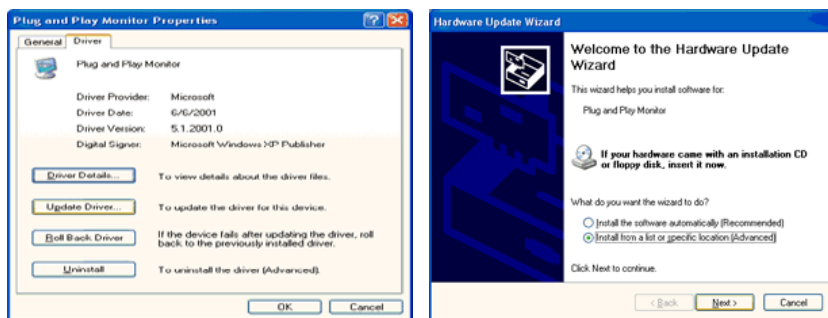 Plug and Play Monitor Properties
General
Driver
Plug and Play Monitor
Driver Provider: Microsoft
Driver Date: 6/6/2001
Driver Version: 5.1.2001.0
Digital Signer: Microsoft Windows XP Publisher
Driver Details... To view details about the driver files.
Update Driver... To update the driver for this device.
Roll Back Driver If the device fails after updating the driver, roll
back to the previously installed driver.
Uninstall To uninstall the driver (Advanced).
OK Cancel
Hardware Update Wizard
Welcome to the Hardware Update
Wizard
This wizard helps you install software for:
Plug and Play Monitor
If your hardware came with an installation CD
or floppy disk, insert it now.
What do you want the wizard to do?
Install the software automatically (Recommended)
Install from a list or specific location (Advanced)
Click Next to continue.
< Back Next > Cancel